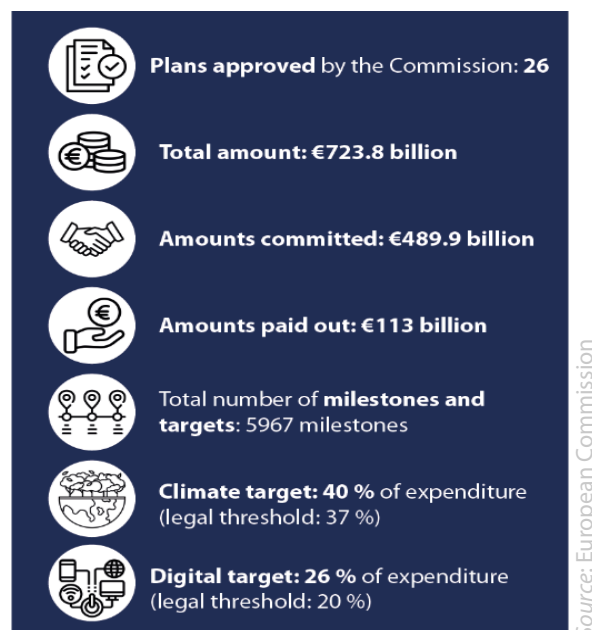 Plans approved by the Commission: 26
Total amount: €723.8 billion
Amounts committed: €489.9 billion
Amounts paid out: €113 billion
Total number of milestones and
targets: 5967 milestones
Climate target: 40 % of expenditure
(legal threshold: 37 %)
Digital target: 26 % of expenditure
(legal threshold: 20 %)
Source: European Commission